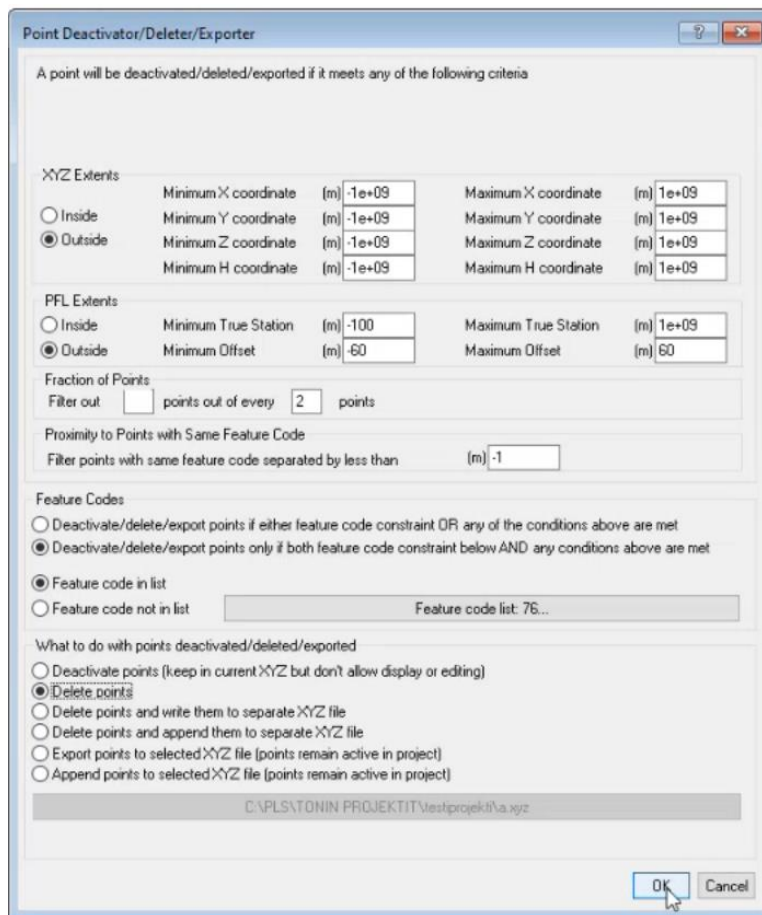 Point Deactivator/Deleter/Exporter
A point will be deactivated/deleted/exported if it meets any of the following criteria
XYZ Extents
Minimum X coordinate (m) -1e+09 Maximum X coordinate (m) 1e+09
Inside Minimum Y coordinate (m) -1e+09 Maximum Y coordinate (m) 1e+09
Outside Minimum Z coordinate (m) -1e+09 Maximum Z coordinate (m) 1e+09
Minimum H coordinate (m) -1e+09 Maximum H coordinate (m) 1e+09
PFL Extents
Inside Minimum True Station (m) -100 Maximum True Station (m) 1e+09
Outside Minimum Offset (m) -60 Maximum Offset (m) 60
Fraction of Points
Filter out points out of every 2 points
Proximity to Points with Same Feature Code
Filter points with same feature code separated by less than (m) -1
Feature Codes
Deactivate/delete/export points if either feature code constraint OR any of the conditions above are met
Deactivate/delete/export points only if both feature code constraint below AND any conditions above are met
Feature code in list
Feature code not in list Feature code list: 76...
What to do with points deactivated/deleted/exported
Deactivate points (keep in current XYZ but don't allow display or editing)
Delete points
Delete points and write them to separate XYZ file
Delete points and append them to separate XYZ file
Export points to selected XYZ file (points remain active in project)
Append points to selected XYZ file (points remain active in project)
C:\PLS\TONIN PROJEKTIT\testiprojekti\a.xyz
OK Cancel